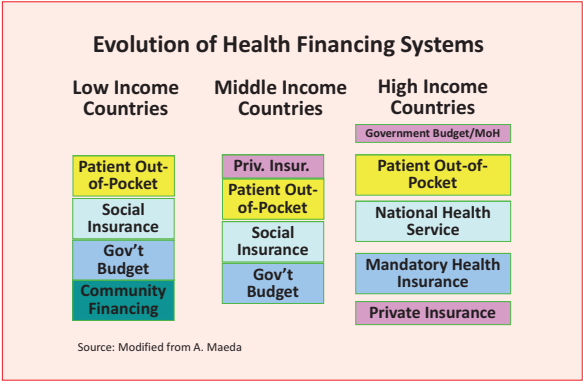 Evolution of Health Financing Systems
Low Income
Countries
Patient Out-
of-Pocket
Social
Insurance
Gov't
Budget
Community
Financing
Middle Income
Countries
Priv. Insur.
Patient Out-
of-Pocket
Social
Insurance
Gov't
Budget
High Income
Countries
Government Budget/MoH
Patient Out-of-
Pocket
National Health
Service
Mandatory Health
Insurance
Private Insurance
Source: Modified from A. Maeda